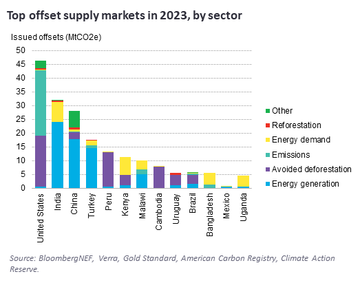 Top offset supply markets in 2023, by sector
Issued offsets (MtCO2e)
50
45
40
35
30
25
20
15
10
5
0
United States
India
China
Turkey
Peru
Kenya
Malawi
Cambodia
Uruguay
Brazil
Bangladesh
Mexico
Uganda
Other
Reforestation
Energy demand
Emissions
Avoided deforestation
Energy generation
Source: BloombergNEF, Verra, Gold Standard, American Carbon Registry, Climate Action
Reserve.